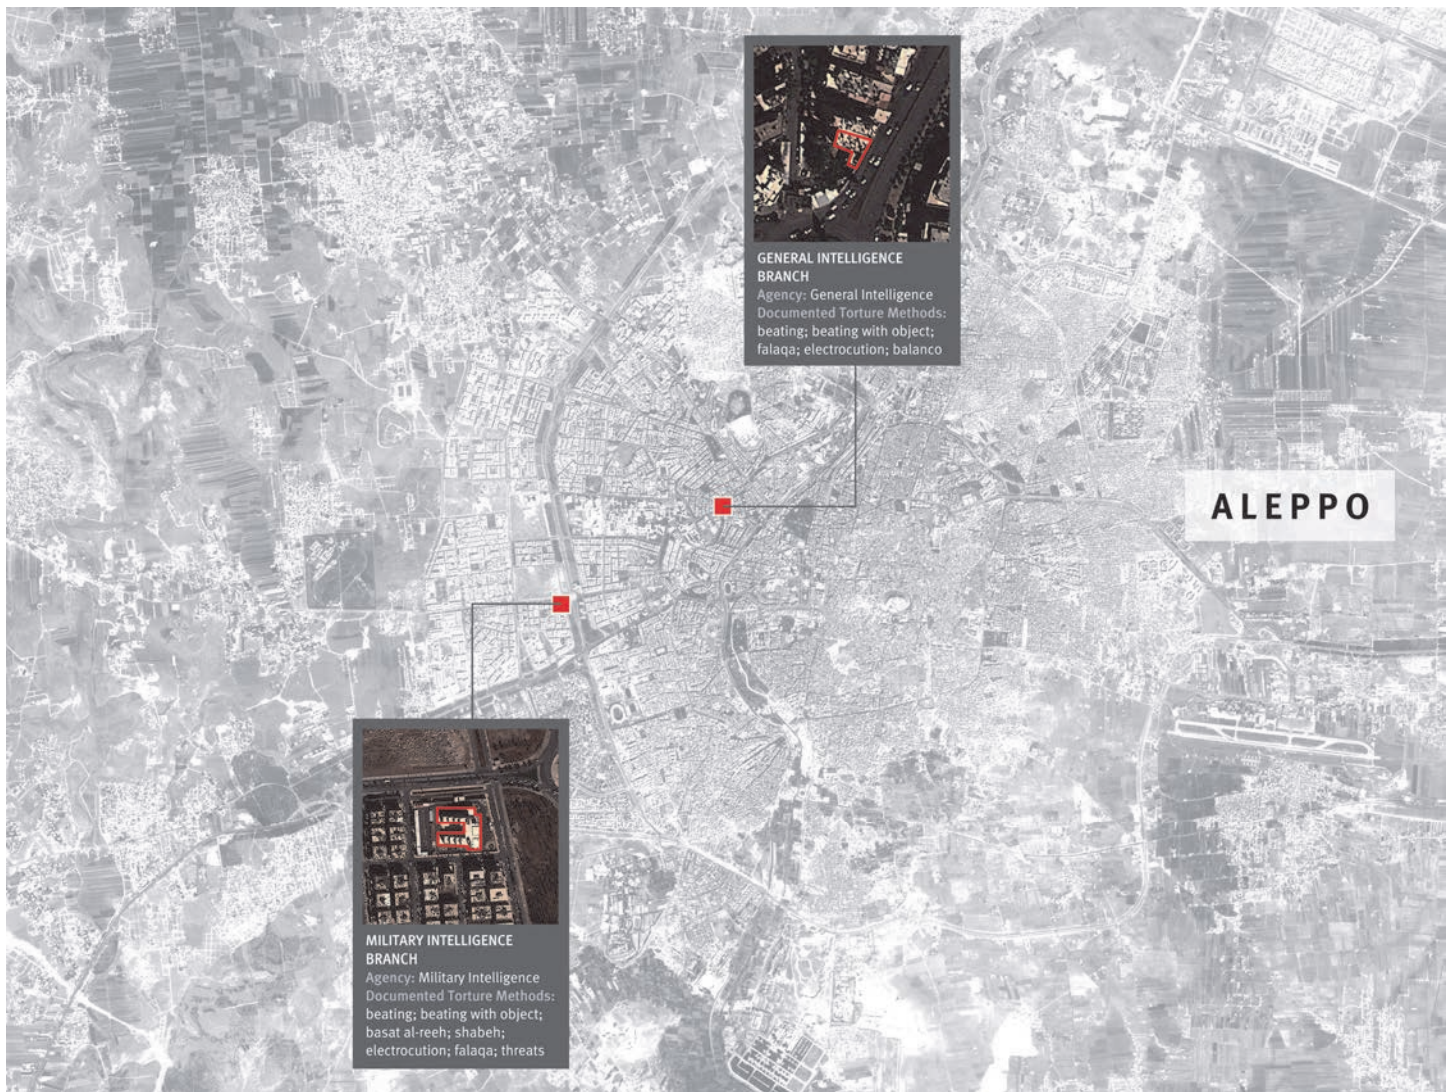 GENERAL INTELLIGENCE
BRANCH
Agency: General Intelligence
Documented Torture Methods:
beating; beating with object;
falaqa; electrocution; balanco
ALEPPO
MILITARY INTELLIGENCE
BRANCH
Agency: Military Intelligence
Documented Torture Methods:
beating; beating with object;
basat al-reeh; shabeh;
electrocution; falaqa; threats